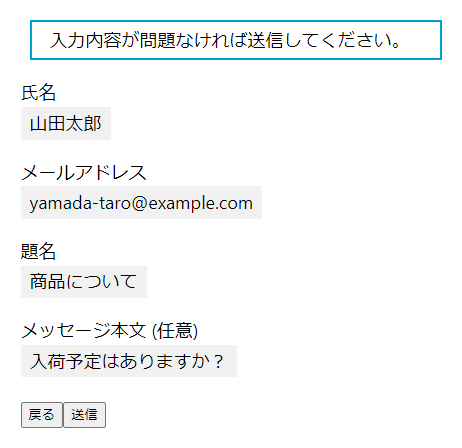 入力内容が問題なければ送信してください。
氏名
山田太郎
メールアドレス
yamada-taro@example.com
題名
商品について
メッセージ本文 (任意)
入荷予定はありますか？
戻る 送信